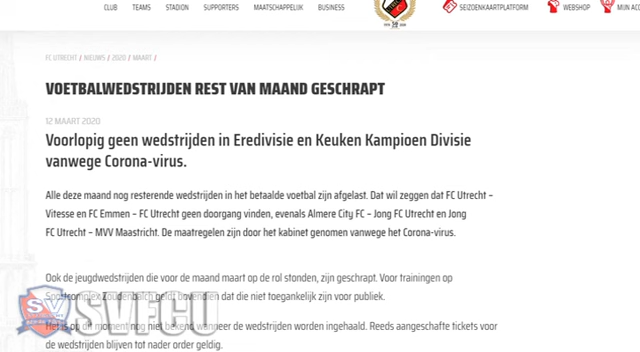 CLUB TEAMS STADION SUPPORTERS MAATSCHAPPELIJK BUSINESS SEIZOENKAARTPLATFORM WEBSHOP MIJN ACC
FC UTRECHT / NIEUWS / 2020 / MAART /
VOETBALWEDSTRIJDEN REST VAN MAAND GESCHRAPT
12 MAART 2020
Voorlopig geen wedstrijden in Eredivisie en Keuken Kampioen Divisie
vanwege Corona-virus.
Alle deze maand nog resterende wedstrijden in het betaalde voetbal zijn afgelast. Dat wil zeggen dat FC Utrecht –
Vitesse en FC Emmen – FC Utrecht geen doorgang vinden, evenals Almere City FC – Jong FC Utrecht en Jong
FC Utrecht – MVV Maastricht. De maatregelen zijn door het kabinet genomen vanwege het Corona-virus.
Ook de jeugdwedstrijden die voor de maand maart op de rol stonden, zijn geschrapt. Voor trainingen op
Sportcomplex Zoudenbalch geldt bovendien dat die niet toegankelijk zijn voor publiek.
SV SVFCU
Het is op dit moment nog niet bekend wanneer de wedstrijden worden ingehaald. Reeds aangeschafte tickets voor
de wedstrijden blijven tot nader order geldig.